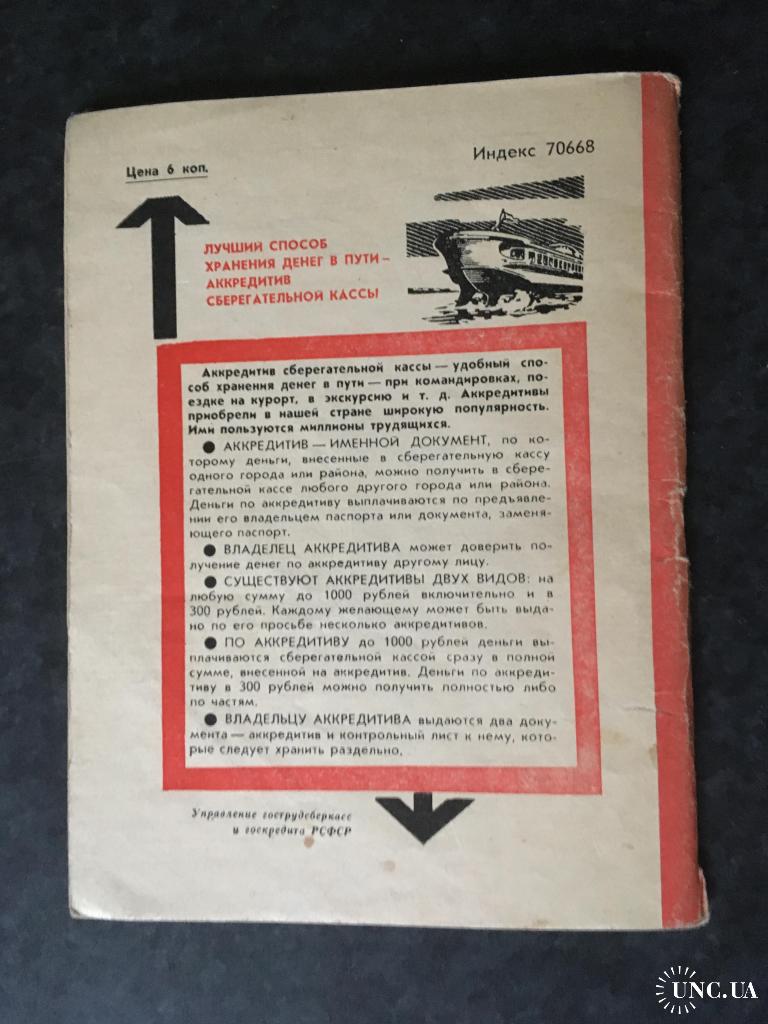 Цена 6 коп.
Индекс 70668
ЛУЧШИЙ СПОСОБ
ХРАНЕНИЯ ДЕНЕГ В ПУТИ —
АККРЕДИТИВ
СБЕРЕГАТЕЛЬНОЙ КАССЫ
Аккредитив сберегательной кассы — удобный спо-
соб хранения денег в пути — при командировках, по-
ездке на курорт, в экскурсию и т. д. Аккредитивы
приобрели в нашей стране широкую популярность.
Ими пользуются миллионы трудящихся.
● АККРЕДИТИВ — ИМЕННОЙ ДОКУМЕНТ, по ко-
торому деньги, внесенные в сберегательную кассу
одного города или района, можно получить в сбере-
гательной кассе любого другого города или района.
Деньги по аккредитиву выплачиваются по предъявле-
нии его владельцем паспорта или документа, заменя-
ющего паспорт.
● ВЛАДЕЛЕЦ АККРЕДИТИВА может доверить по-
лучение денег по аккредитиву другому лицу.
● СУЩЕСТВУЮТ АККРЕДИТИВЫ ДВУХ ВИДОВ: на
любую сумму до 1000 рублей включительно и в
300 рублей. Каждому желающему может быть выда-
но по его просьбе несколько аккредитивов.
● ПО АККРЕДИТИВУ до 1000 рублей деньги вы-
плачиваются сберегательной кассой сразу в полной
сумме, внесенной на аккредитив. Деньги по аккреди-
тиву в 300 рублей можно получить полностью либо
по частям.
● ВЛАДЕЛЬЦУ АККРЕДИТИВА выдаются два доку-
мента — аккредитив и контрольный лист к нему, кото-
рые следует хранить раздельно.
Управление гострудсберкасс
и госкредита РСФСР
UNC.UA